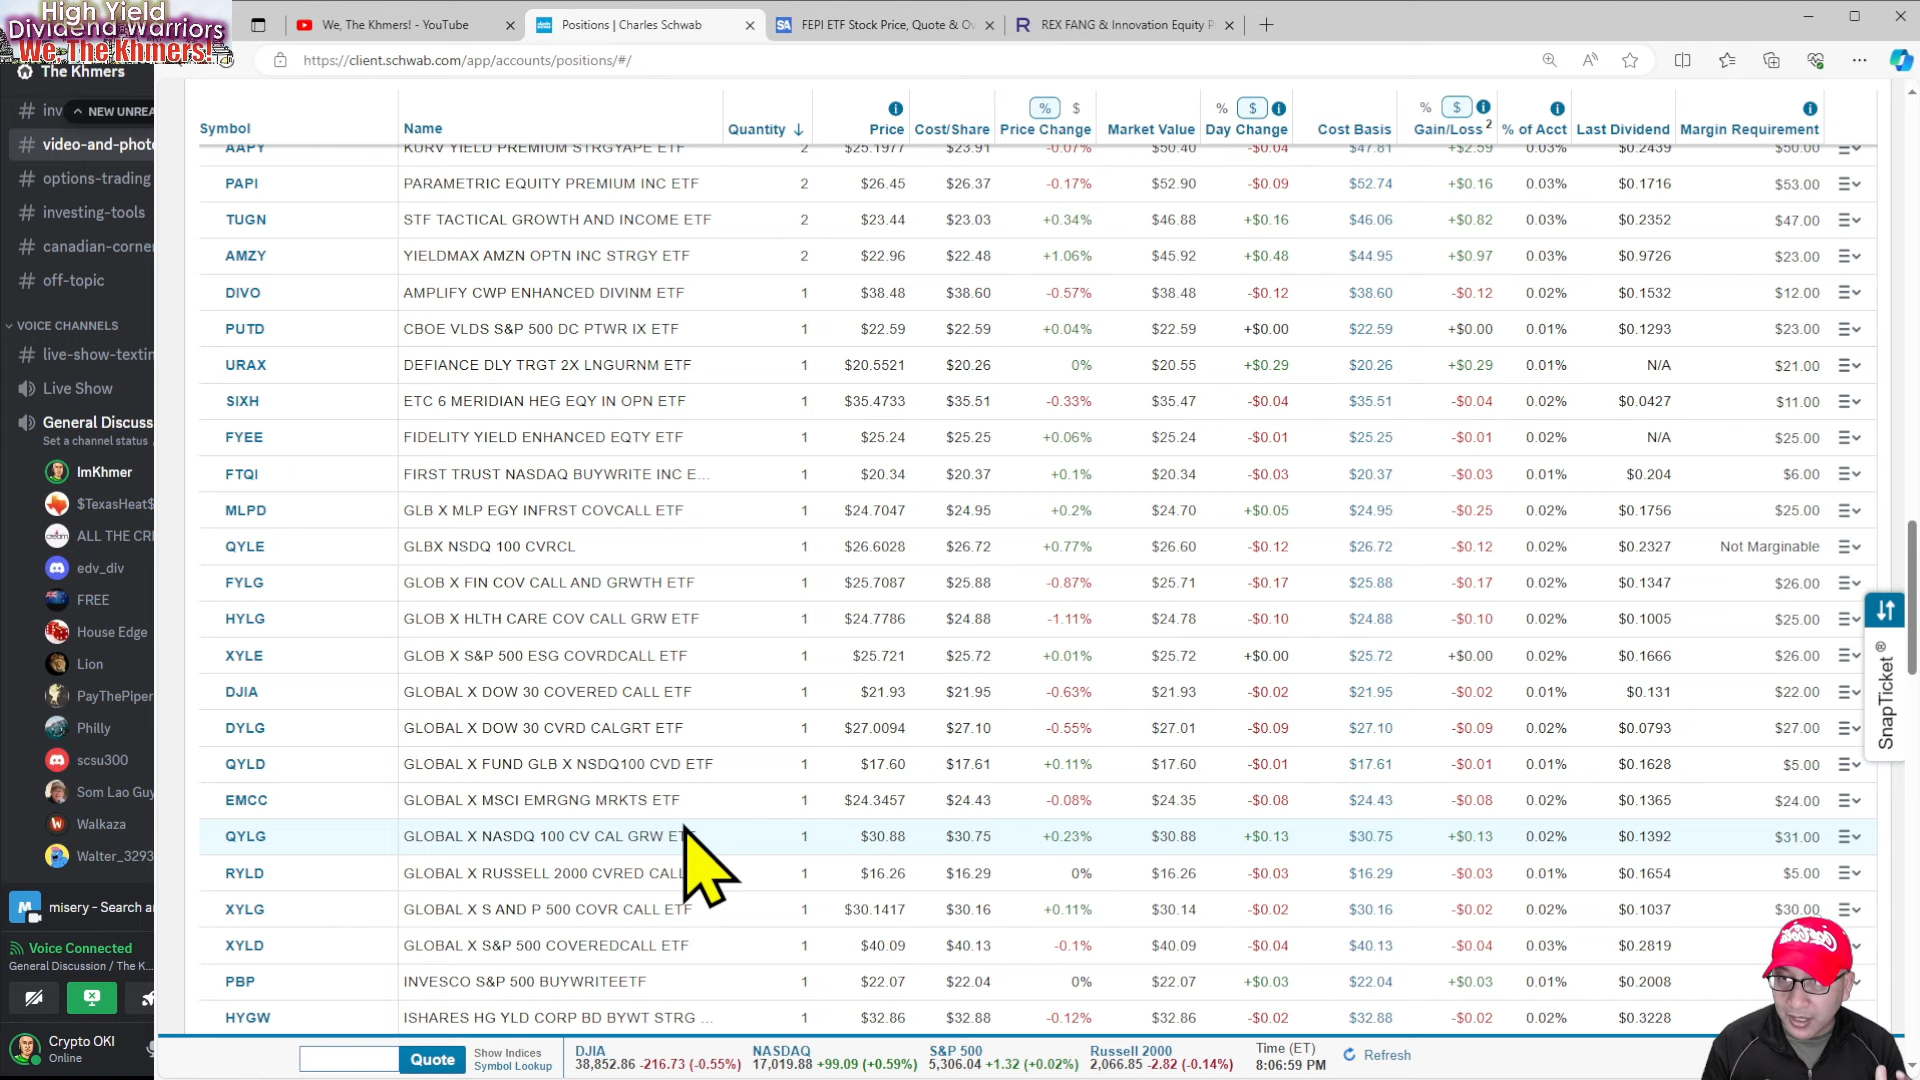 High Yield
Dividend Warriors
We The Khmers!
We, The Khmers! - YouTube
Positions | Charles Schwab
FEPI ETF Stock Price, Quote & O
REX FANG & Innovation Equity P
https://client.schwab.com/app/accounts/positions/#/
The Khmers
# inv
NEW UNREA
# video-and-photo
# options-trading
# investing-tools
# canadian-corner
# off-topic
VOICE CHANNELS
# live-show-textin
Live Show
General Discuss
Set a channel status
ImKhmer
$TexasHeat$
ALL THE CRE
edv_div
FREE
House Edge
Lion
PayThePiper
Philly
scsu300
Som Lao Guy
Walkaza
Walter_3293
misery - Search a
Voice Connected
General Discussion / The K...
Crypto OKI
Online
% $ % $ % $
Symbol Name Quantity Price Cost/Share Price Change Market Value Day Change Cost Basis Gain/Loss 2 % of Acct Last Dividend Margin Requirement
AAPY KURV YIELD PREMIUM STRGYAPE ETF 2 $25.1977 $23.91 -0.07% $50.40 -$0.04 $47.81 +$2.59 0.03% $0.2439 $50.00
PAPI PARAMETRIC EQUITY PREMIUM INC ETF 2 $26.45 $26.37 -0.17% $52.90 -$0.09 $52.74 +$0.16 0.03% $0.1716 $53.00
TUGN STF TACTICAL GROWTH AND INCOME ETF 2 $23.44 $23.03 +0.34% $46.88 +$0.16 $46.06 +$0.82 0.03% $0.2352 $47.00
AMZY YIELDMAX AMZN OPTN INC STRGY ETF 2 $22.96 $22.48 +1.06% $45.92 +$0.48 $44.95 +$0.97 0.03% $0.9726 $23.00
DIVO AMPLIFY CWP ENHANCED DIVINM ETF 1 $38.48 $38.60 -0.57% $38.48 -$0.12 $38.60 -$0.12 0.02% $0.1532 $12.00
PUTD CBOE VLDS S&P 500 DC PTWR IX ETF 1 $22.59 $22.59 +0.04% $22.59 +$0.00 $22.59 +$0.00 0.01% $0.1293 $23.00
URAX DEFIANCE DLY TRGT 2X LNGURNM ETF 1 $20.5521 $20.26 0% $20.55 +$0.29 $20.26 +$0.29 0.01% N/A $21.00
SIXH ETC 6 MERIDIAN HEG EQY IN OPN ETF 1 $35.4733 $35.51 -0.33% $35.47 -$0.04 $35.51 -$0.04 0.02% $0.0427 $11.00
FYEE FIDELITY YIELD ENHANCED EQTY ETF 1 $25.24 $25.25 +0.06% $25.24 -$0.01 $25.25 -$0.01 0.02% N/A $25.00
FTQI FIRST TRUST NASDAQ BUYWRITE INC E... 1 $20.34 $20.37 +0.1% $20.34 -$0.03 $20.37 -$0.03 0.01% $0.204 $6.00
MLPD GLB X MLP EGY INFRST COVCALL ETF 1 $24.7047 $24.95 +0.2% $24.70 +$0.05 $24.95 -$0.25 0.02% $0.1756 $25.00
QYLE GLBX NSDQ 100 CVRCL 1 $26.6028 $26.72 +0.77% $26.60 -$0.12 $26.72 -$0.12 0.02% $0.2327 Not Marginable
FYLG GLOB X FIN COV CALL AND GRWTH ETF 1 $25.7087 $25.88 -0.87% $25.71 -$0.17 $25.88 -$0.17 0.02% $0.1347 $26.00
HYLG GLOB X HLTH CARE COV CALL GRW ETF 1 $24.7786 $24.88 -1.11% $24.78 -$0.10 $24.88 -$0.10 0.02% $0.1005 $25.00
XYLE GLOB X S&P 500 ESG COVRDCALL ETF 1 $25.721 $25.72 +0.01% $25.72 +$0.00 $25.72 +$0.00 0.02% $0.1666 $26.00
DJIA GLOBAL X DOW 30 COVERED CALL ETF 1 $21.93 $21.95 -0.63% $21.93 -$0.02 $21.95 -$0.02 0.01% $0.131 $22.00
DYLG GLOBAL X DOW 30 CVRD CALGRT ETF 1 $27.0094 $27.10 -0.55% $27.01 -$0.09 $27.10 -$0.09 0.02% $0.0793 $27.00
QYLD GLOBAL X FUND GLB X NSDQ100 CVD ETF 1 $17.60 $17.61 +0.11% $17.60 -$0.01 $17.61 -$0.01 0.01% $0.1628 $5.00
EMCC GLOBAL X MSCI EMRGNG MRKTS ETF 1 $24.3457 $24.43 -0.08% $24.35 -$0.08 $24.43 -$0.08 0.02% $0.1365 $24.00
QYLG GLOBAL X NASDQ 100 CV CAL GRW ETF 1 $30.88 $30.75 +0.23% $30.88 +$0.13 $30.75 +$0.13 0.02% $0.1392 $31.00
RYLD GLOBAL X RUSSELL 2000 CVRED CALL 1 $16.26 $16.29 0% $16.26 -$0.03 $16.29 -$0.03 0.01% $0.1654 $5.00
XYLG GLOBAL X S AND P 500 COVR CALL ETF 1 $30.1417 $30.16 +0.11% $30.14 -$0.02 $30.16 -$0.02 0.02% $0.1037 $30.00
XYLD GLOBAL X S&P 500 COVEREDCALL ETF 1 $40.09 $40.13 -0.1% $40.09 -$0.04 $40.13 -$0.04 0.03% $0.2819
PBP INVESCO S&P 500 BUYWRITEETF 1 $22.07 $22.04 0% $22.07 +$0.03 $22.04 +$0.03 0.01% $0.2008
HYGW ISHARES HG YLD CORP BD BYWT STRG ... 1 $32.86 $32.88 -0.12% $32.86 -$0.02 $32.88 -$0.02 0.02% $0.3228
SnapTicket®
Quote
Show Indices
Symbol Lookup
DJIA NASDAQ S&P 500 Russell 2000 Time (ET)
38,852.86 -216.73 (-0.55%) 17,019.88 +99.09 (+0.59%) 5,306.04 +1.32 (+0.02%) 2,066.85 -2.82 (-0.14%) 8:06:59 PM
Refresh